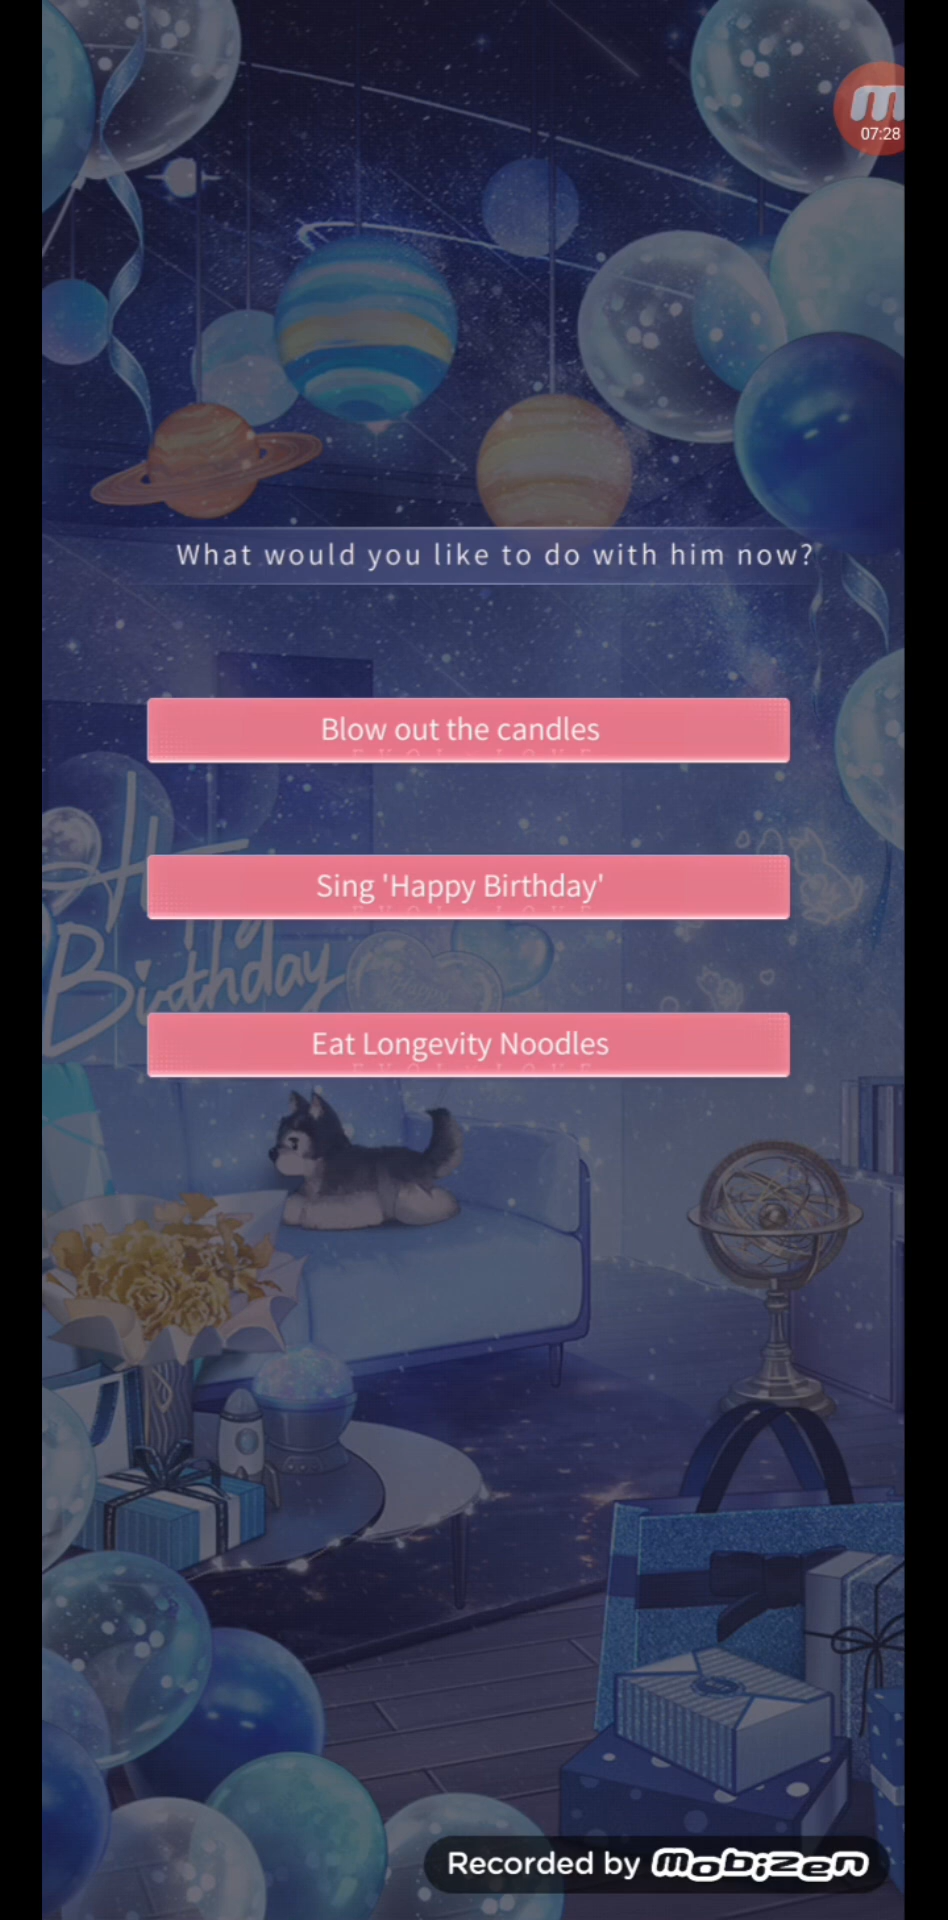 07:28
What would you like to do with him now?
Blow out the candles
Sing 'Happy Birthday'
Birthday
Eat Longevity Noodles
Recorded by mobizen